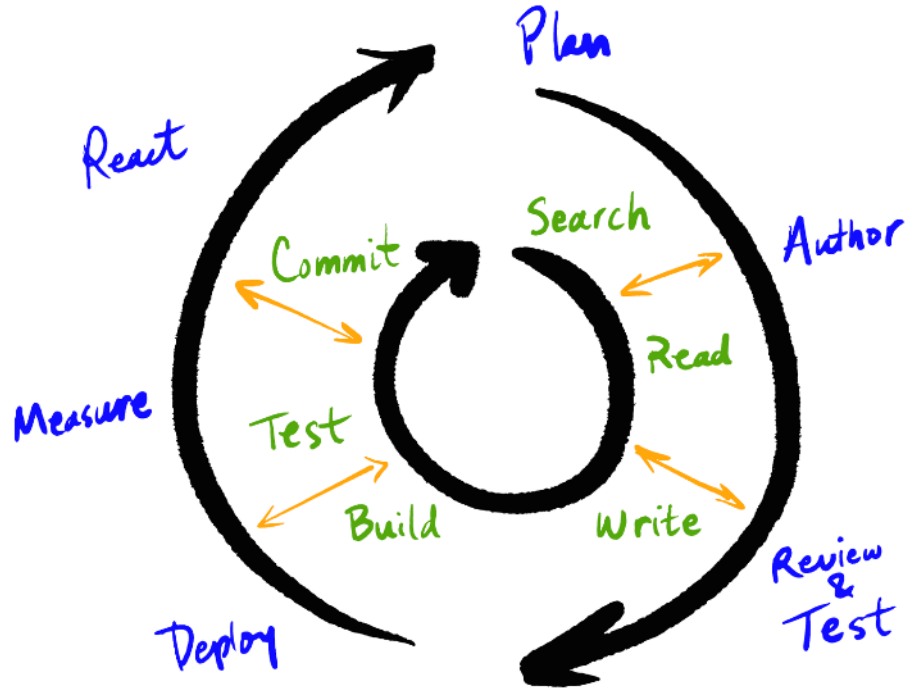 Plan
React
Search
Author
Commit
Read
Measure
Test
Build
Write
Review
&
Test
Deploy